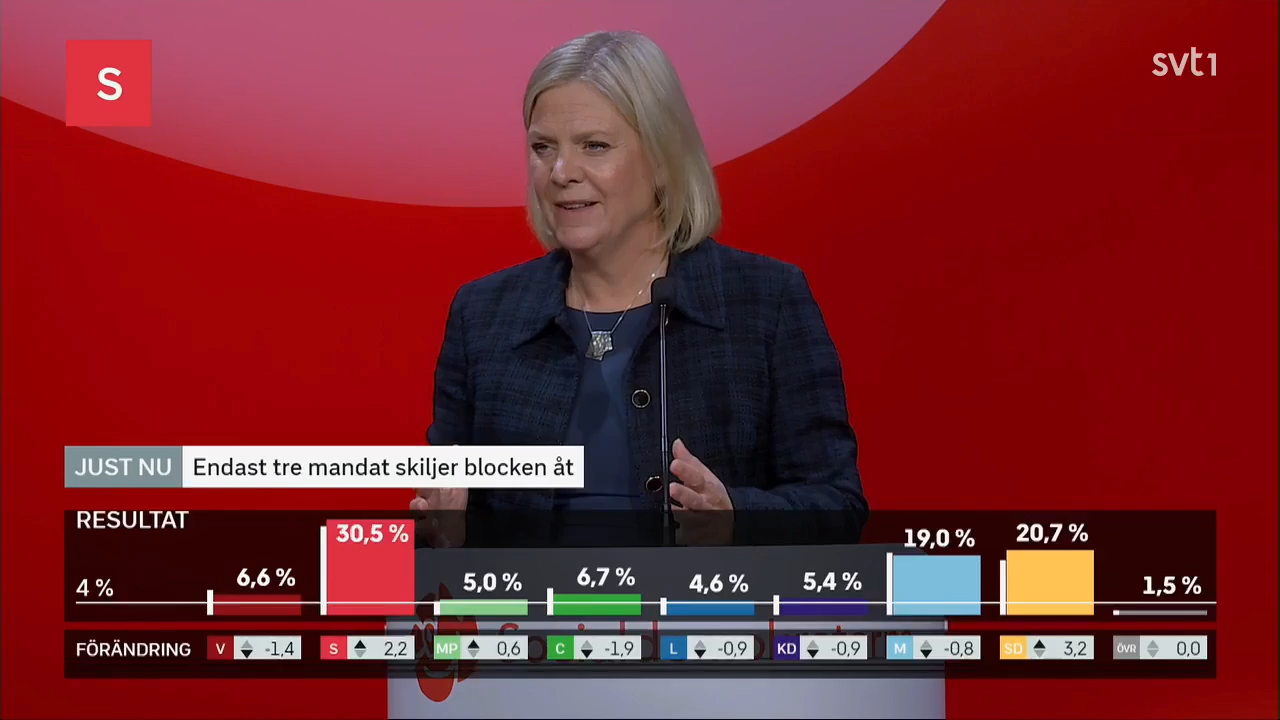 S
svt1
JUST NU Endast tre mandat skiljer blocken åt
RESULTAT
4 %
6,6 % 30,5 % 5,0 % 6,7 % 4,6 % 5,4 % 19,0 % 20,7 % 1,5 %
FÖRÄNDRING V -1,4 S 2,2 MP 0,6 C -1,9 L -0,9 KD -0,9 M -0,8 SD 3,2 ÖVR 0,0